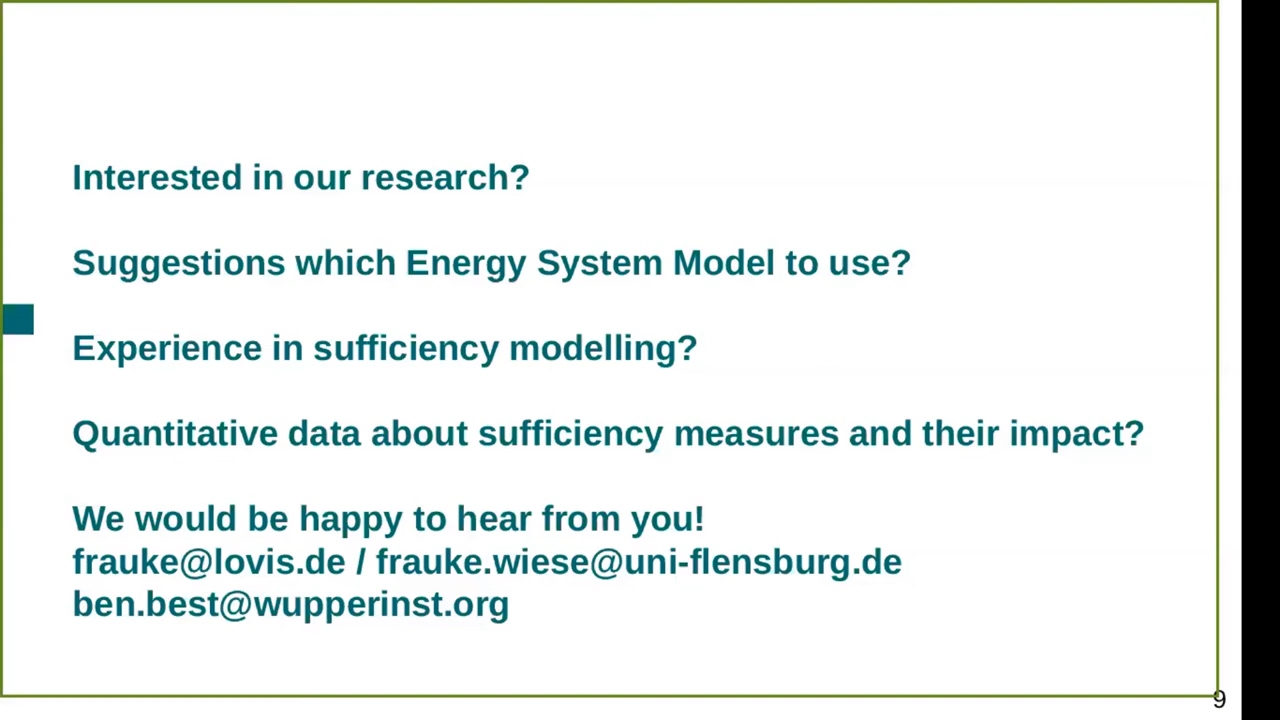 Interested in our research?
Suggestions which Energy System Model to use?
Experience in sufficiency modelling?
Quantitative data about sufficiency measures and their impact?
We would be happy to hear from you!
frauke@lovis.de / frauke.wiese@uni-flensburg.de
ben.best@wupperinst.org
9